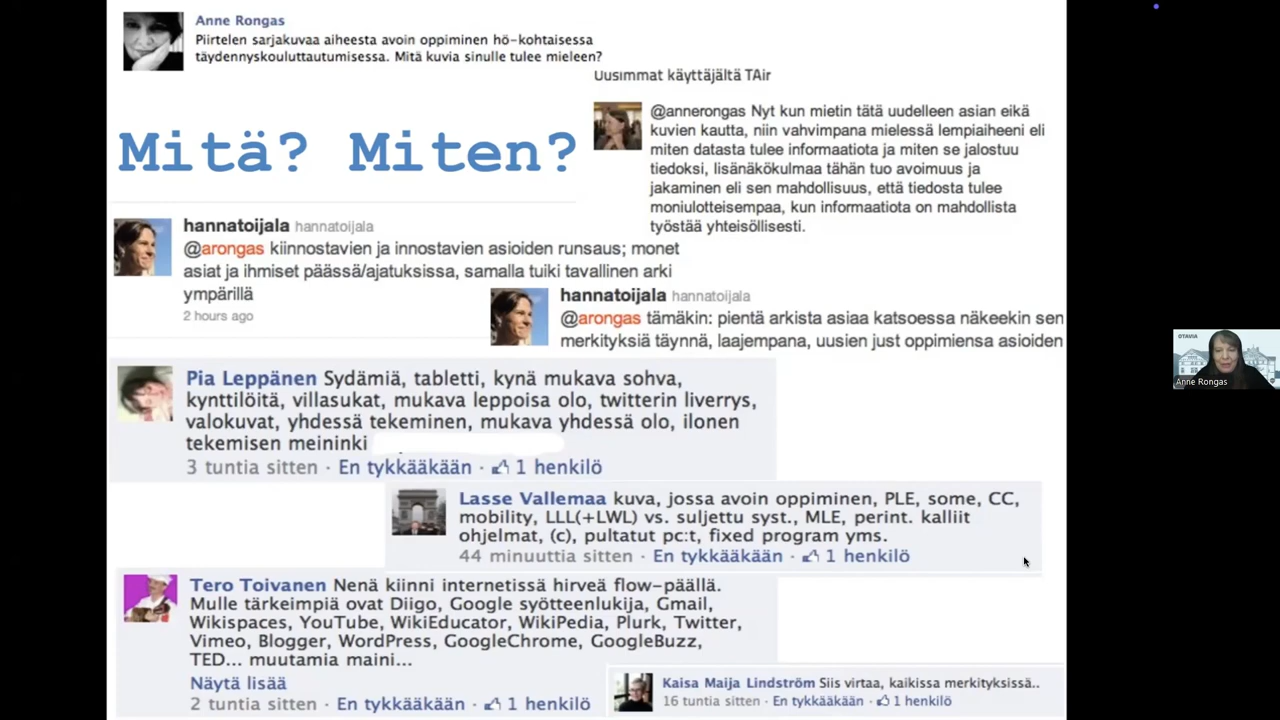 Anne Rongas
Piirtelen sarjakuvaa aiheesta avoin oppiminen hö-kohtaisessa
täydennyskouluttautumisessa. Mitä kuvia sinulle tulee mieleen?
Uusimmat käyttäjältä TAir
@annerongas Nyt kun mietin tätä uudelleen asian eikä
kuvien kautta, niin vahvimpana mielessä lempiaiheeni eli
miten datasta tulee informaatiota ja miten se jalostuu
tiedoksi, lisänäkökulmaa tähän tuo avoimuus ja
jakaminen eli sen mahdollisuus, että tiedosta tulee
moniulotteisempaa, kun informaatiota on mahdollista
työstää yhteisöllisesti.
Mitä? Miten?
hannatoijala hannatoijala
@arongas kiinnostavien ja innostavien asioiden runsaus; monet
asiat ja ihmiset päässä/ajatuksissa, samalla tuiki tavallinen arki
ympärillä
2 hours ago
hannatoijala hannatoijala
@arongas tämäkin: pientä arkista asiaa katsoessa näkeekin sen
merkityksiä täynnä, laajempana, uusien just oppimiensa asioiden
Pia Leppänen Sydämiä, tabletti, kynä mukava sohva,
kynttilöitä, villasukat, mukava leppoisa olo, twitterin liverrys,
valokuvat, yhdessä tekeminen, mukava yhdessä olo, ilonen
tekemisen meininki
3 tuntia sitten · En tykkääkään · 1 henkilö
Lasse Vallemaa kuva, jossa avoin oppiminen, PLE, some, CC,
mobility, LLL(+LWL) vs. suljettu syst., MLE, perint. kalliit
ohjelmat, (c), pultatut pc:t, fixed program yms.
44 minuuttia sitten · En tykkääkään · 1 henkilö
Tero Toivanen Nenä kiinni internetissä hirveä flow-päällä.
Mulle tärkeimpiä ovat Diigo, Google syötteenlukija, Gmail,
Wikispaces, YouTube, WikiEducator, WikiPedia, Plurk, Twitter,
Vimeo, Blogger, WordPress, GoogleChrome, GoogleBuzz,
TED... muutamia maini...
Näytä lisää
2 tuntia sitten · En tykkääkään · 1 henkilö
Kaisa Maija Lindström Siis virtaa, kaikissa merkityksissä..
16 tuntia sitten · En tykkääkään · 1 henkilö
OTAVIA
Anne Rongas